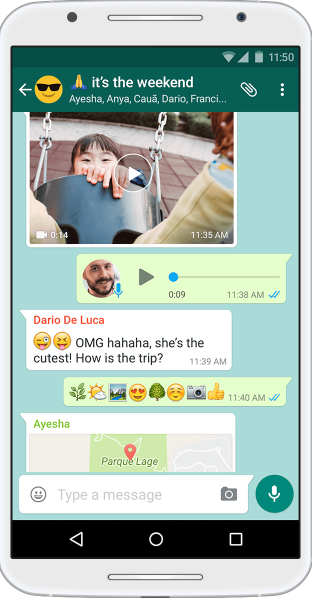 11:50
🙏 it's the weekend
Ayesha, Anya, Cauã, Dario, Franci...
0:14
11:35 AM
0:09
11:38 AM
Dario De Luca
😜😝 OMG hahaha, she's the
cutest! How is the trip?
11:39 AM
🌿🌤️🏞️😍🌳☺️📷👍
11:40 AM
Ayesha
Parque Lage
Type a message